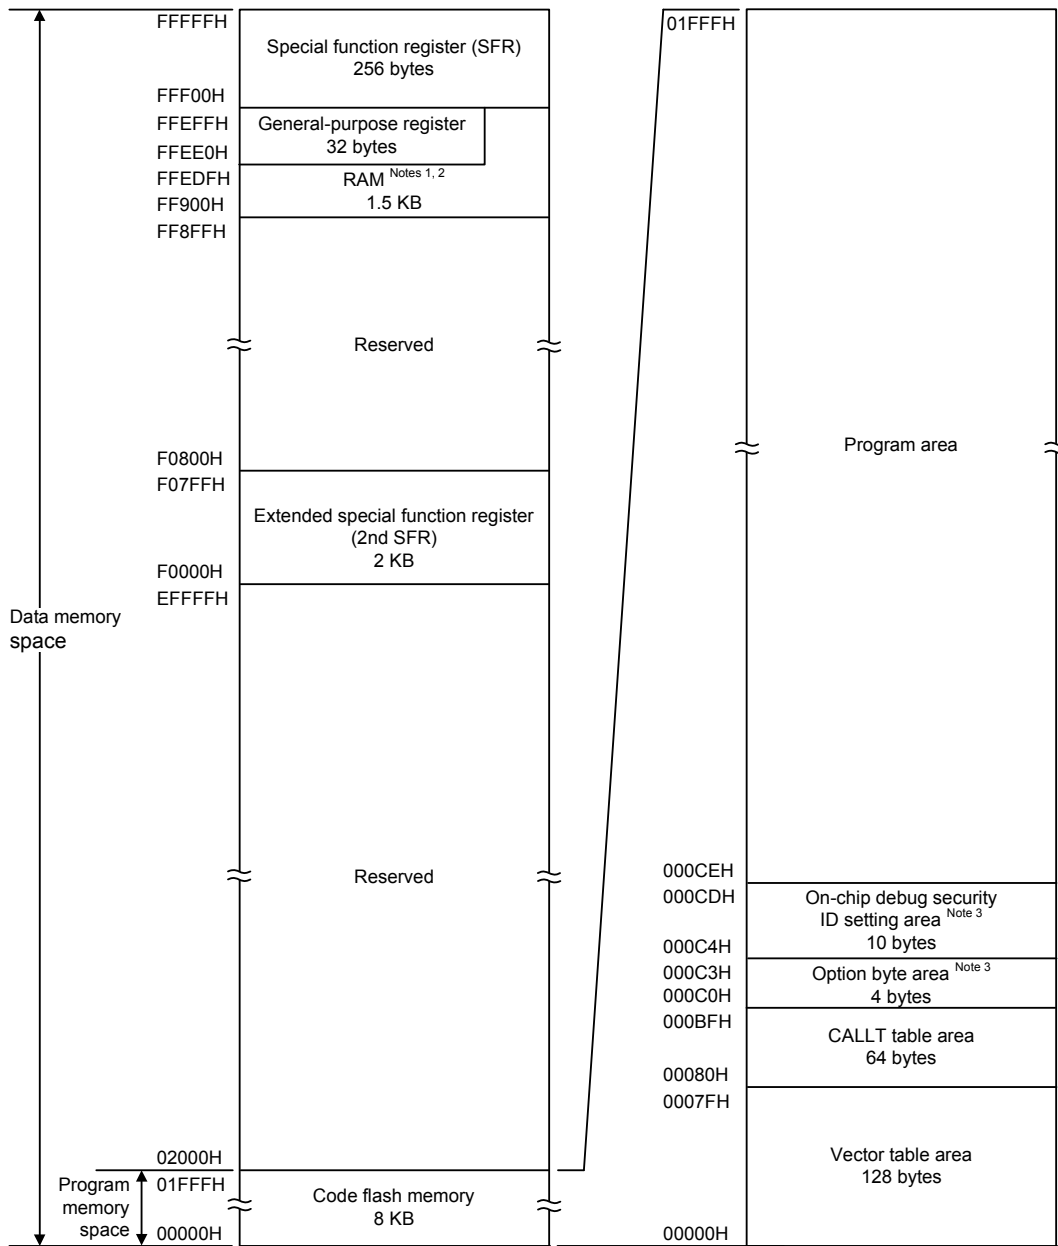 FFFFFH
Special function register (SFR)
256 bytes
FFF00H
FFEFFH
General-purpose register
32 bytes
FFEE0H
FFEDFH
RAM Notes 1, 2
1.5 KB
FF900H
FF8FFH
Reserved
F0800H
F07FFH
Extended special function register
(2nd SFR)
2 KB
F0000H
EFFFFH
Data memory
space
Reserved
02000H
Program
memory
space
01FFFH
Code flash memory
8 KB
00000H
01FFFH
Program area
000CEH
000CDH
On-chip debug security
ID setting area Note 3
10 bytes
000C4H
000C3H
Option byte area Note 3
4 bytes
000C0H
000BFH
CALLT table area
64 bytes
00080H
0007FH
Vector table area
128 bytes
00000H